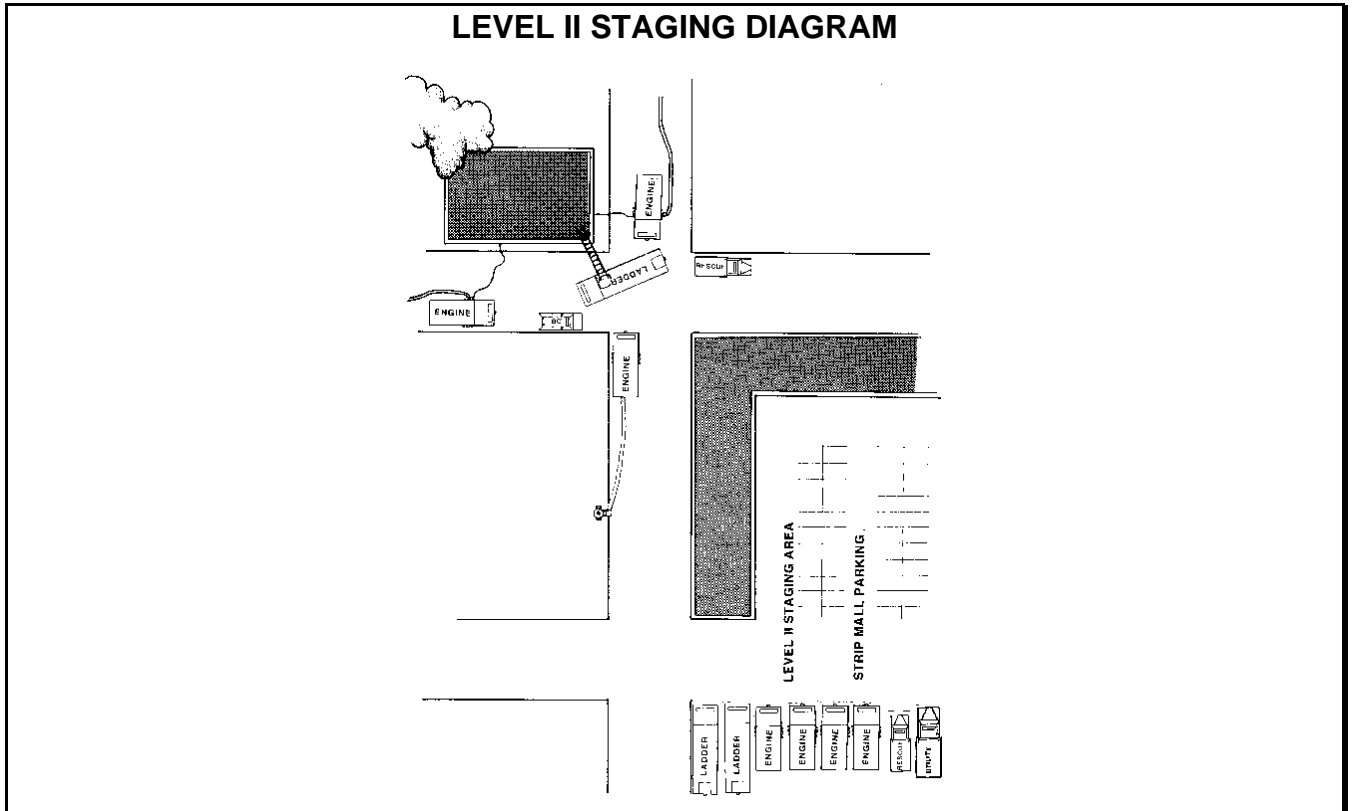 LEVEL II STAGING DIAGRAM
ENGINE
LADDER
RESCUE
ENGINE
BC
ENGINE
LEVEL II STAGING AREA
STRIP MALL PARKING
LADDER
LADDER
ENGINE
ENGINE
ENGINE
ENGINE
RESCUE
UTILITY